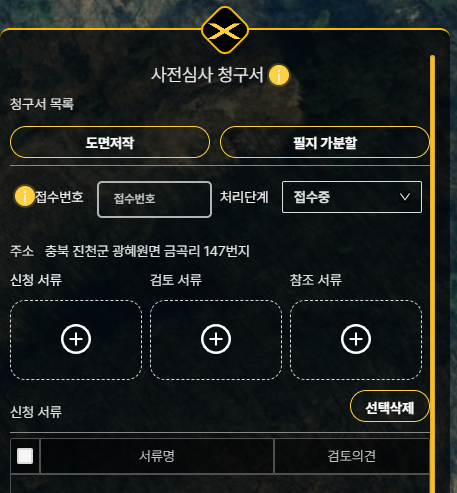 사전심사 청구서 i
청구서 목록
도면저작 필지 가분할
i 접수번호 접수번호 처리단계 접수중
주소 충북 진천군 광혜원면 금곡리 147번지
신청 서류 검토 서류 참조 서류
신청 서류 선택삭제
서류명 검토의견